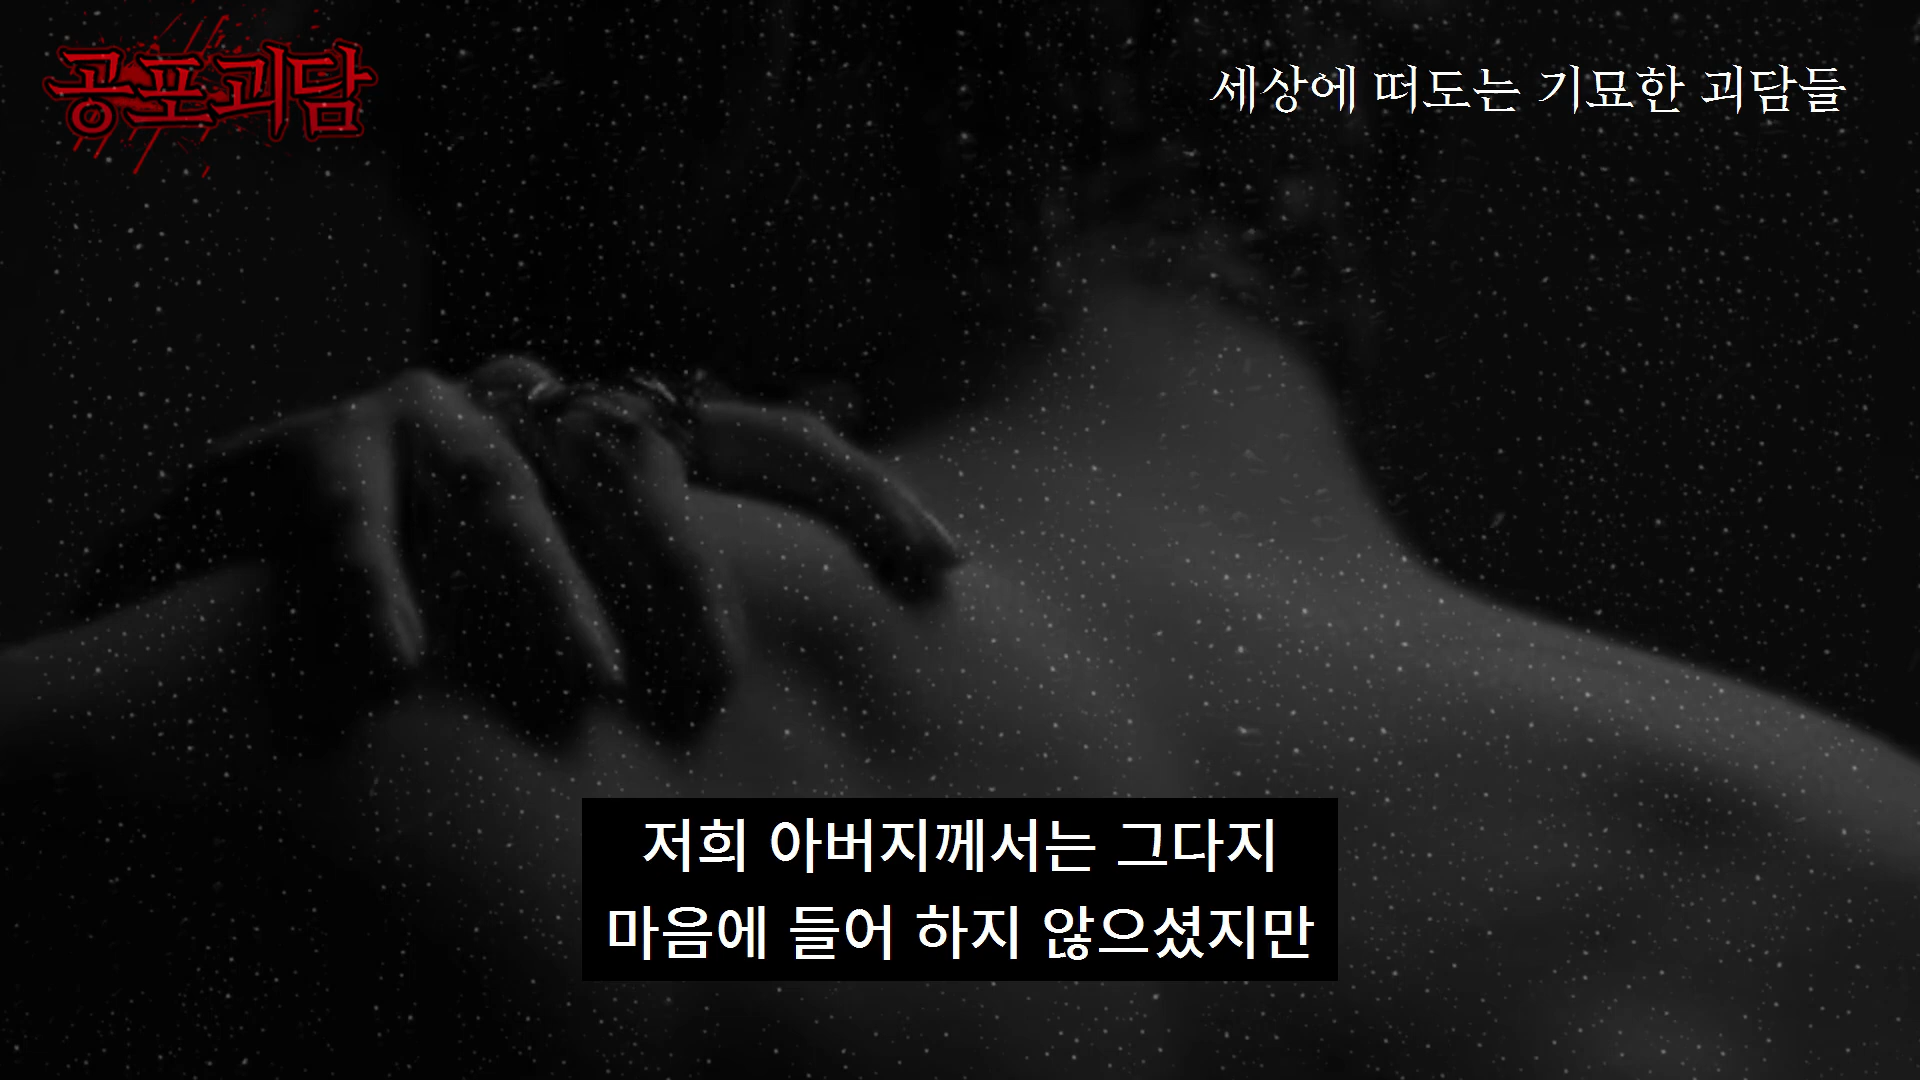 공포괴담
세상에 떠도는 기묘한 괴담들
저희 아버지께서는 그다지
마음에 들어 하지 않으셨지만